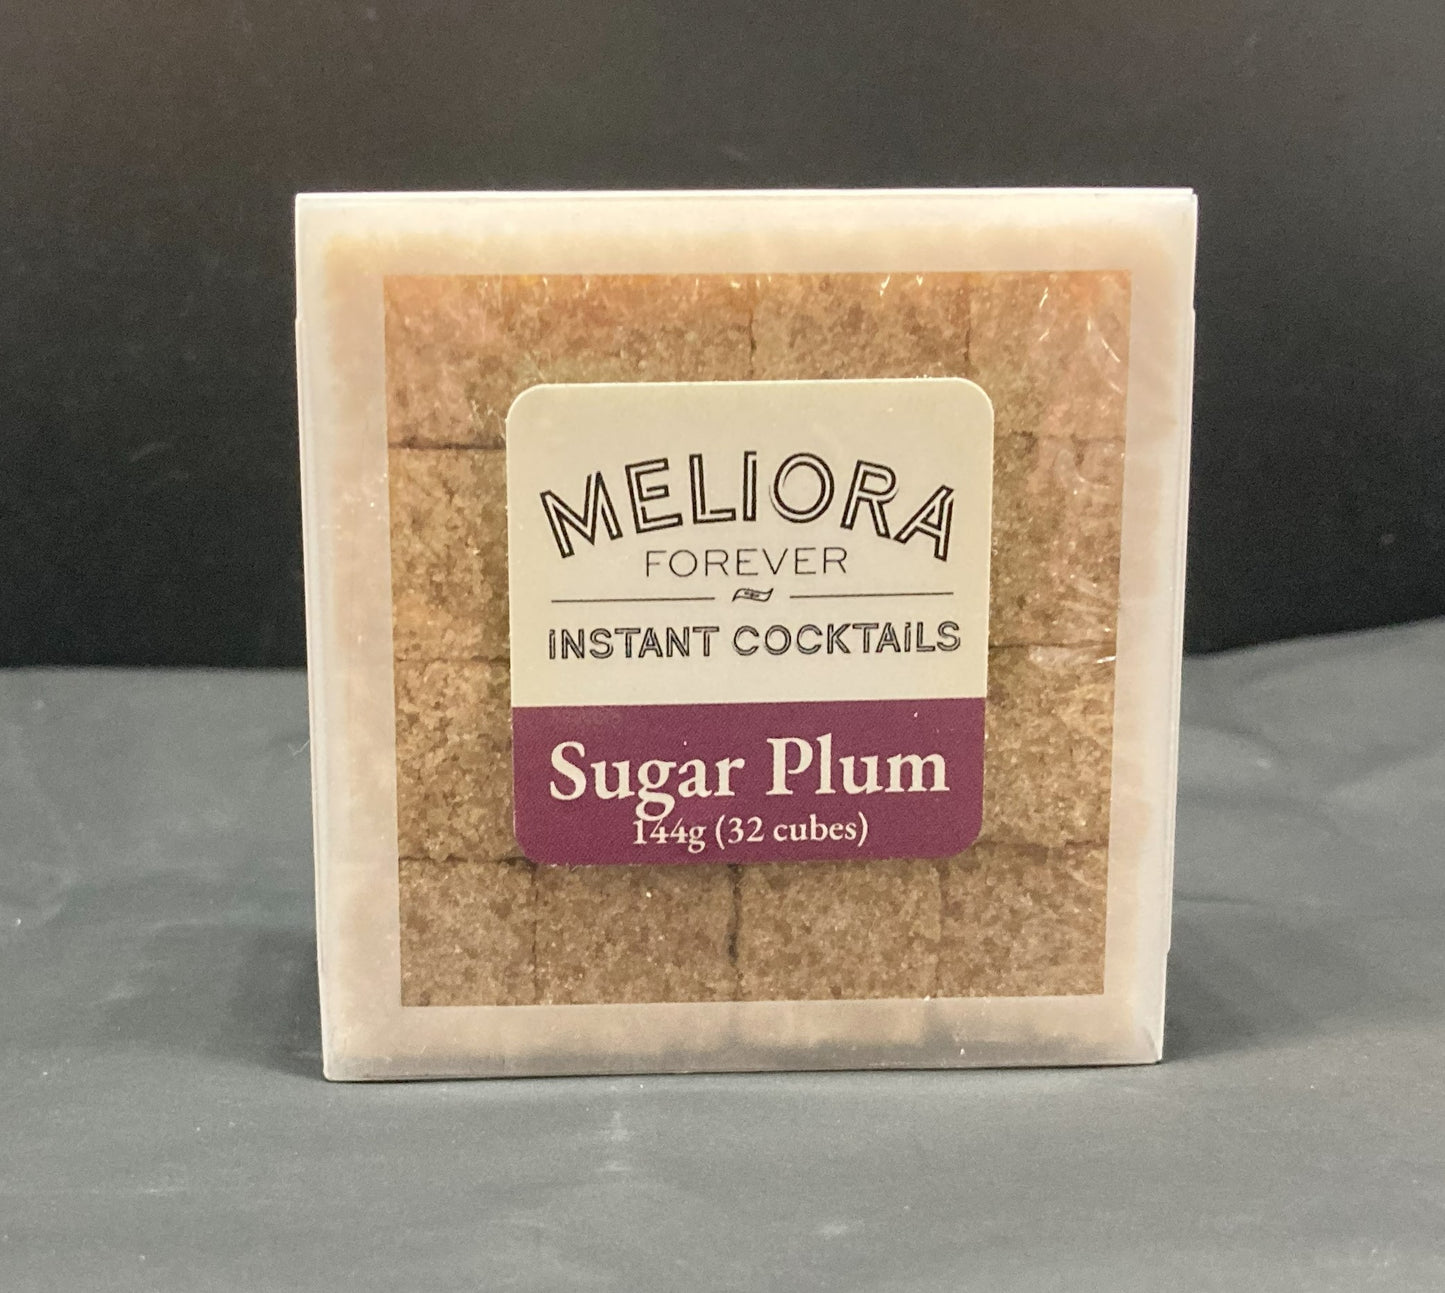 MELIORA
FOREVER
INSTANT COCKTAILS
Sugar Plum
144g (32 cubes)